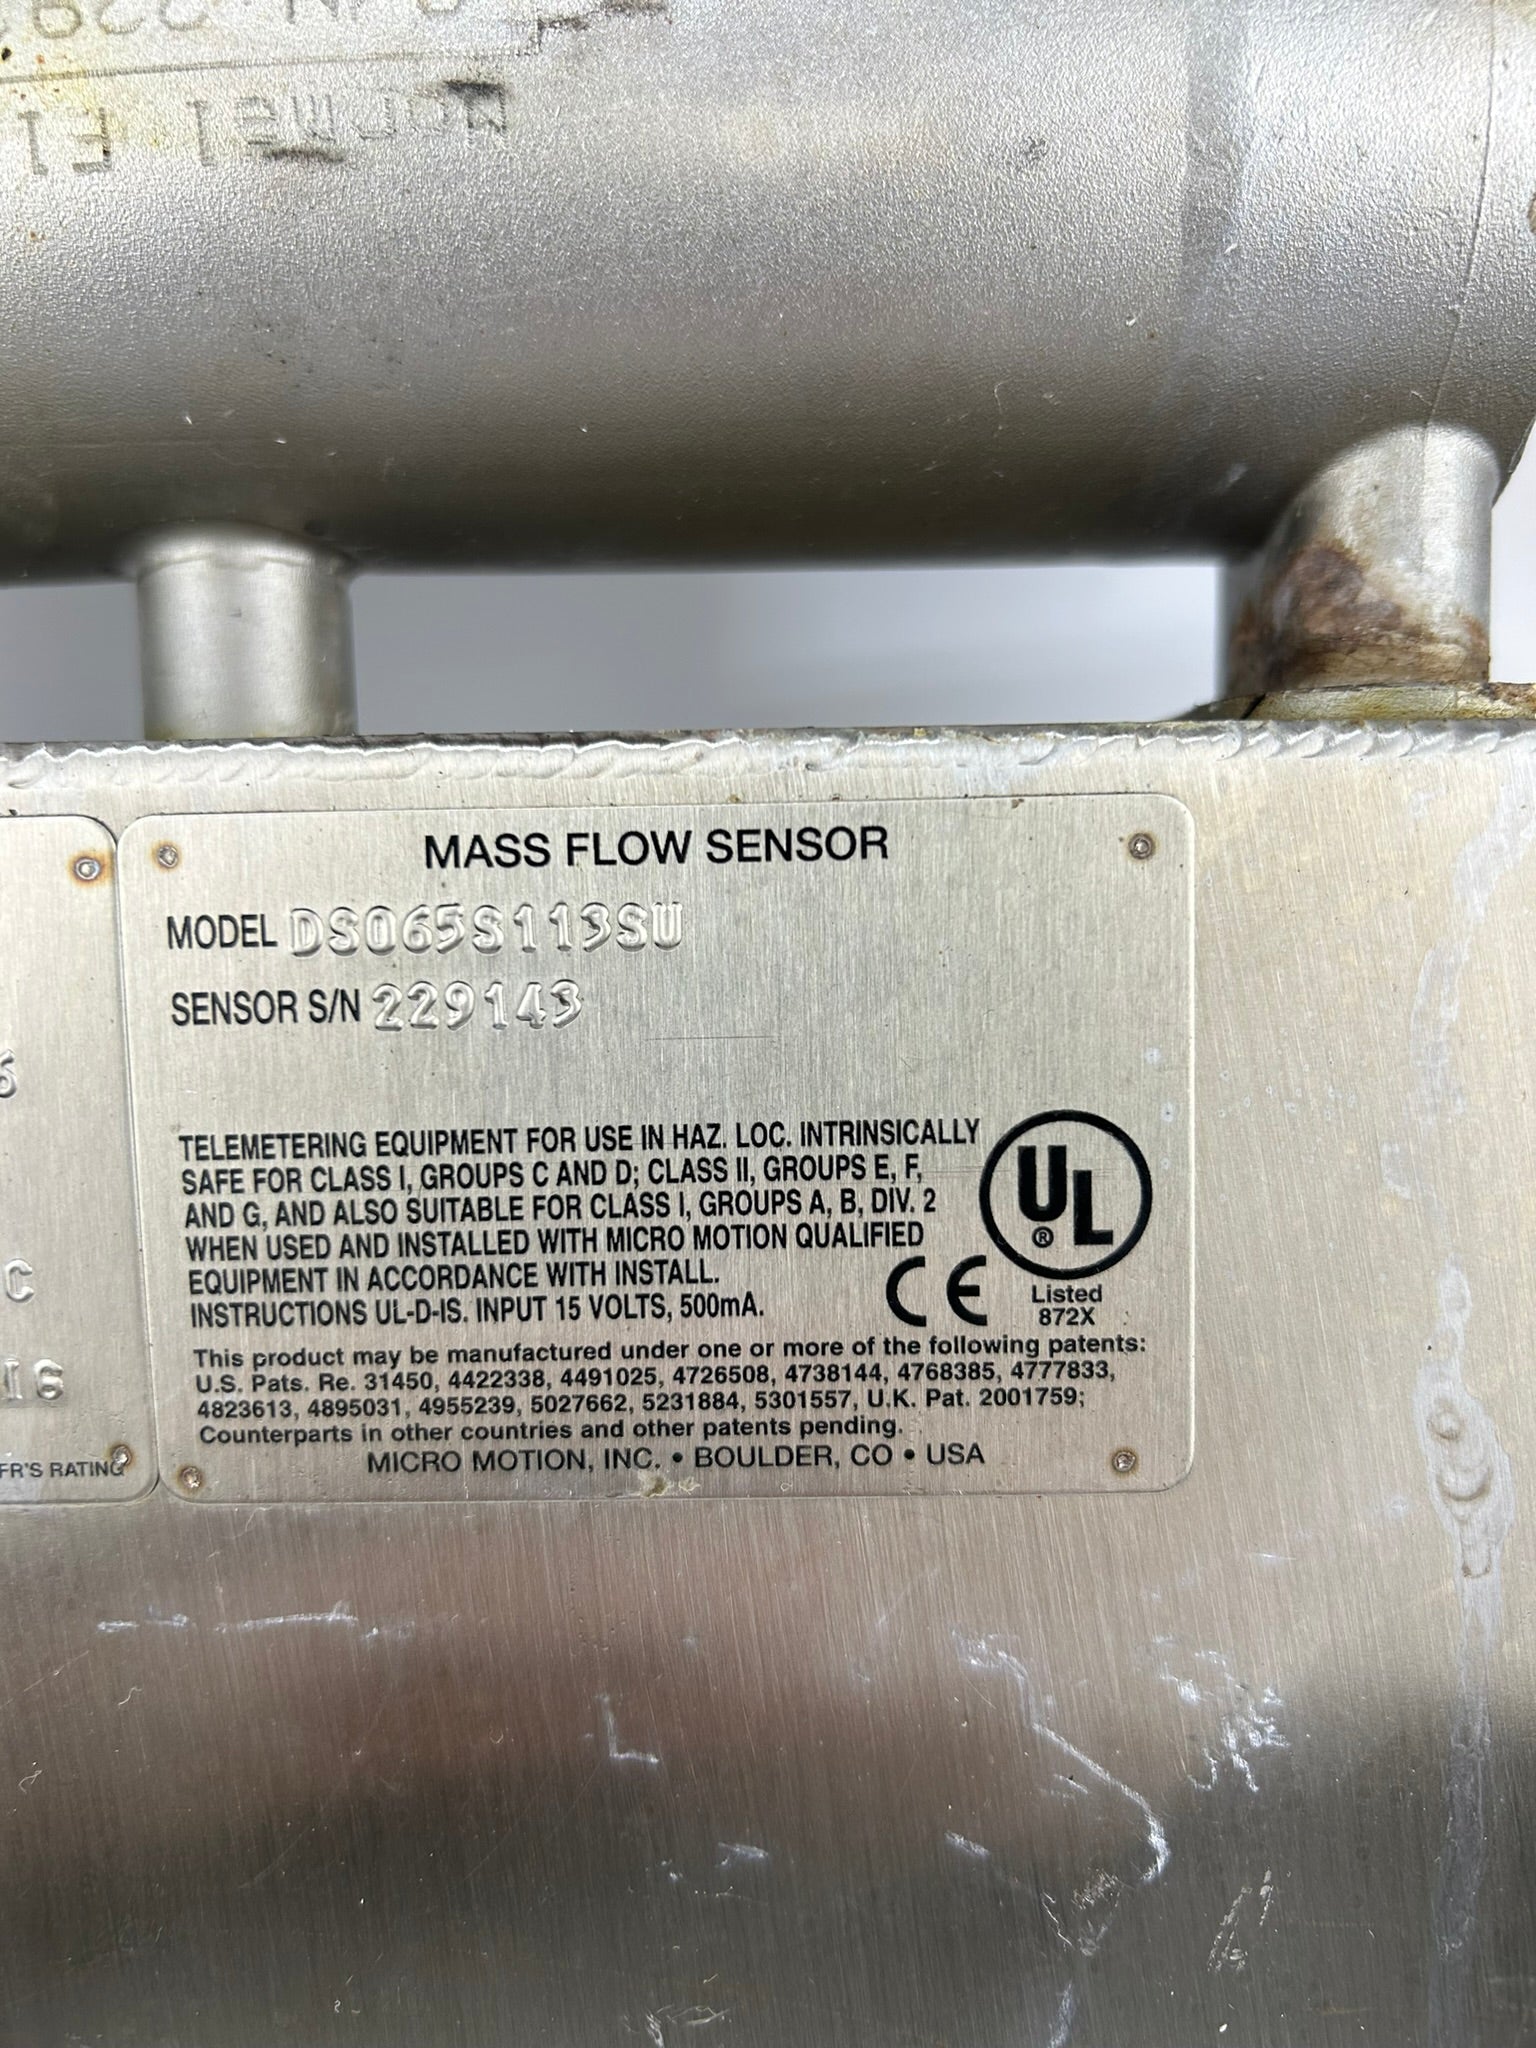 Normal Fl
MASS FLOW SENSOR
MODEL DS065S113SU
SENSOR S/N 229143
TELEMETERING EQUIPMENT FOR USE IN HAZ. LOC. INTRINSICALLY
SAFE FOR CLASS I, GROUPS C AND D; CLASS II, GROUPS E, F,
AND G, AND ALSO SUITABLE FOR CLASS I, GROUPS A, B, DIV. 2
WHEN USED AND INSTALLED WITH MICRO MOTION QUALIFIED
EQUIPMENT IN ACCORDANCE WITH INSTALL.
INSTRUCTIONS UL-D-IS. INPUT 15 VOLTS, 500mA.
UL
®
CE
Listed
872X
This product may be manufactured under one or more of the following patents:
U.S. Pats. Re. 31450, 4422338, 4491025, 4726508, 4738144, 4768385, 4777833,
4823613, 4895031, 4955239, 5027662, 5231884, 5301557, U.K. Pat. 2001759;
Counterparts in other countries and other patents pending.
MICRO MOTION, INC. • BOULDER, CO • USA
6
C
16
FR'S RATING